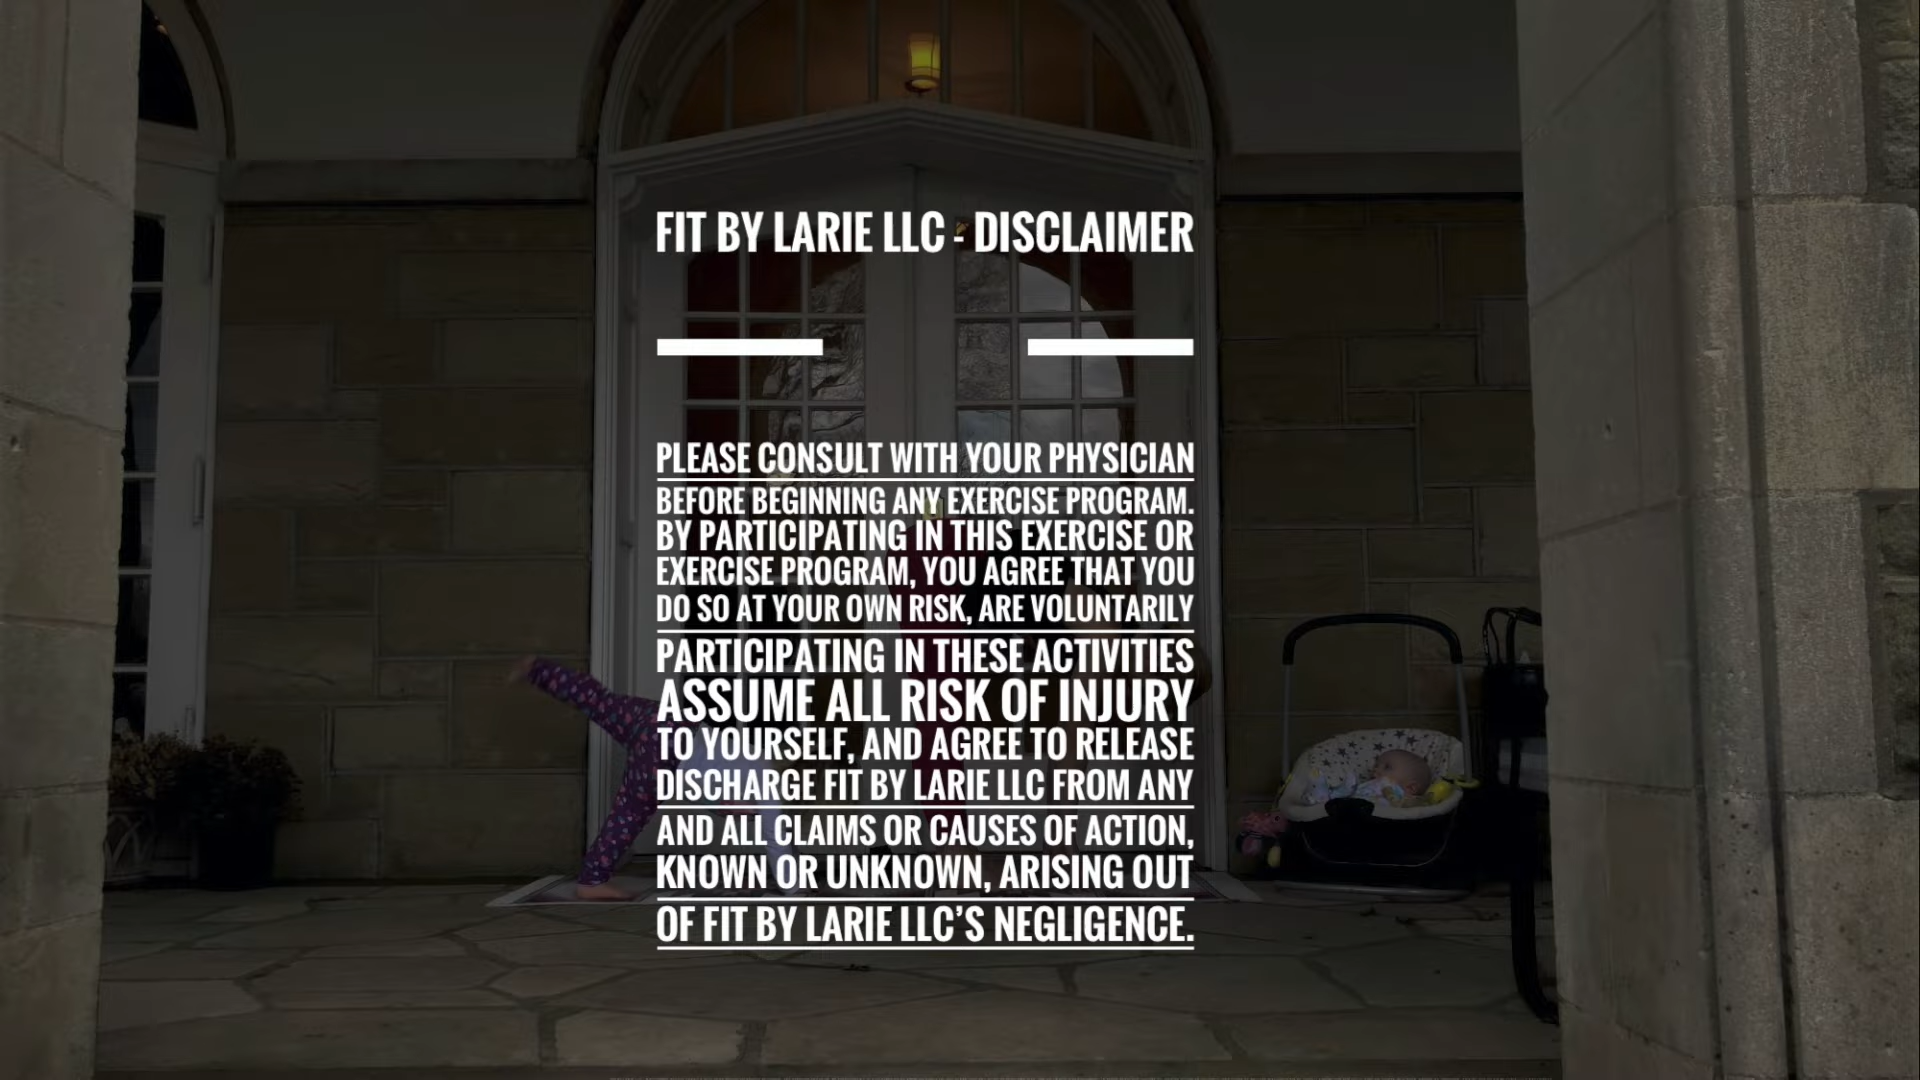 FIT BY LARIE LLC - DISCLAIMER
PLEASE CONSULT WITH YOUR PHYSICIAN
BEFORE BEGINNING ANY EXERCISE PROGRAM.
BY PARTICIPATING IN THIS EXERCISE OR
EXERCISE PROGRAM, YOU AGREE THAT YOU
DO SO AT YOUR OWN RISK, ARE VOLUNTARILY
PARTICIPATING IN THESE ACTIVITIES
ASSUME ALL RISK OF INJURY
TO YOURSELF, AND AGREE TO RELEASE
DISCHARGE FIT BY LARIE LLC FROM ANY
AND ALL CLAIMS OR CAUSES OF ACTION,
KNOWN OR UNKNOWN, ARISING OUT
OF FIT BY LARIE LLC’S NEGLIGENCE.